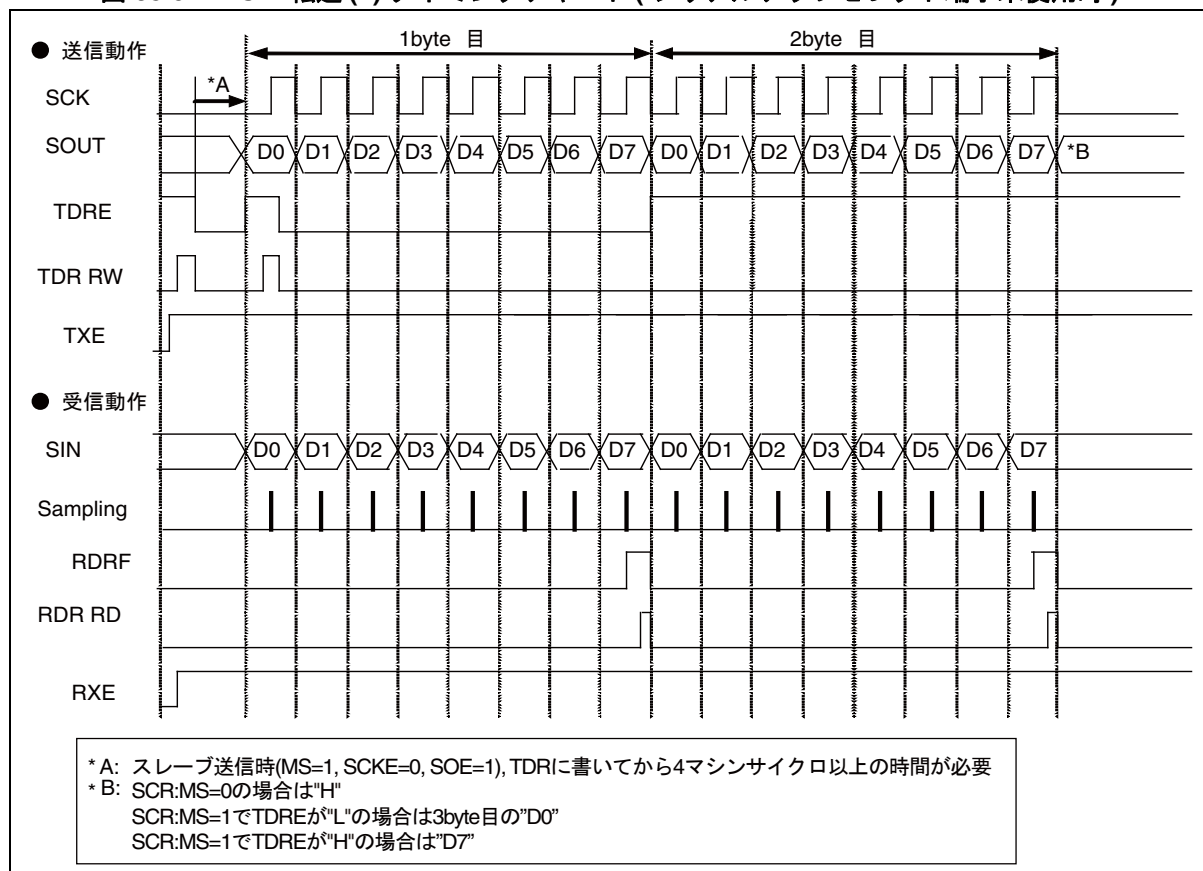 1byte 目 2byte 目
● 送信動作
*A
SCK
SOUT D0 D1 D2 D3 D4 D5 D6 D7 D0 D1 D2 D3 D4 D5 D6 D7 *B
TDRE
TDR RW
TXE
● 受信動作
SIN D0 D1 D2 D3 D4 D5 D6 D7 D0 D1 D2 D3 D4 D5 D6 D7
Sampling
RDRF
RDR RD
RXE
*A: スレーブ送信時(MS=1, SCKE=0, SOE=1), TDRに書いてから4マシンサイクロ以上の時間が必要
*B: SCR:MS=0の場合は"H"
SCR:MS=1でTDREが"L"の場合は3byte目の"D0"
SCR:MS=1でTDREが"H"の場合は"D7"